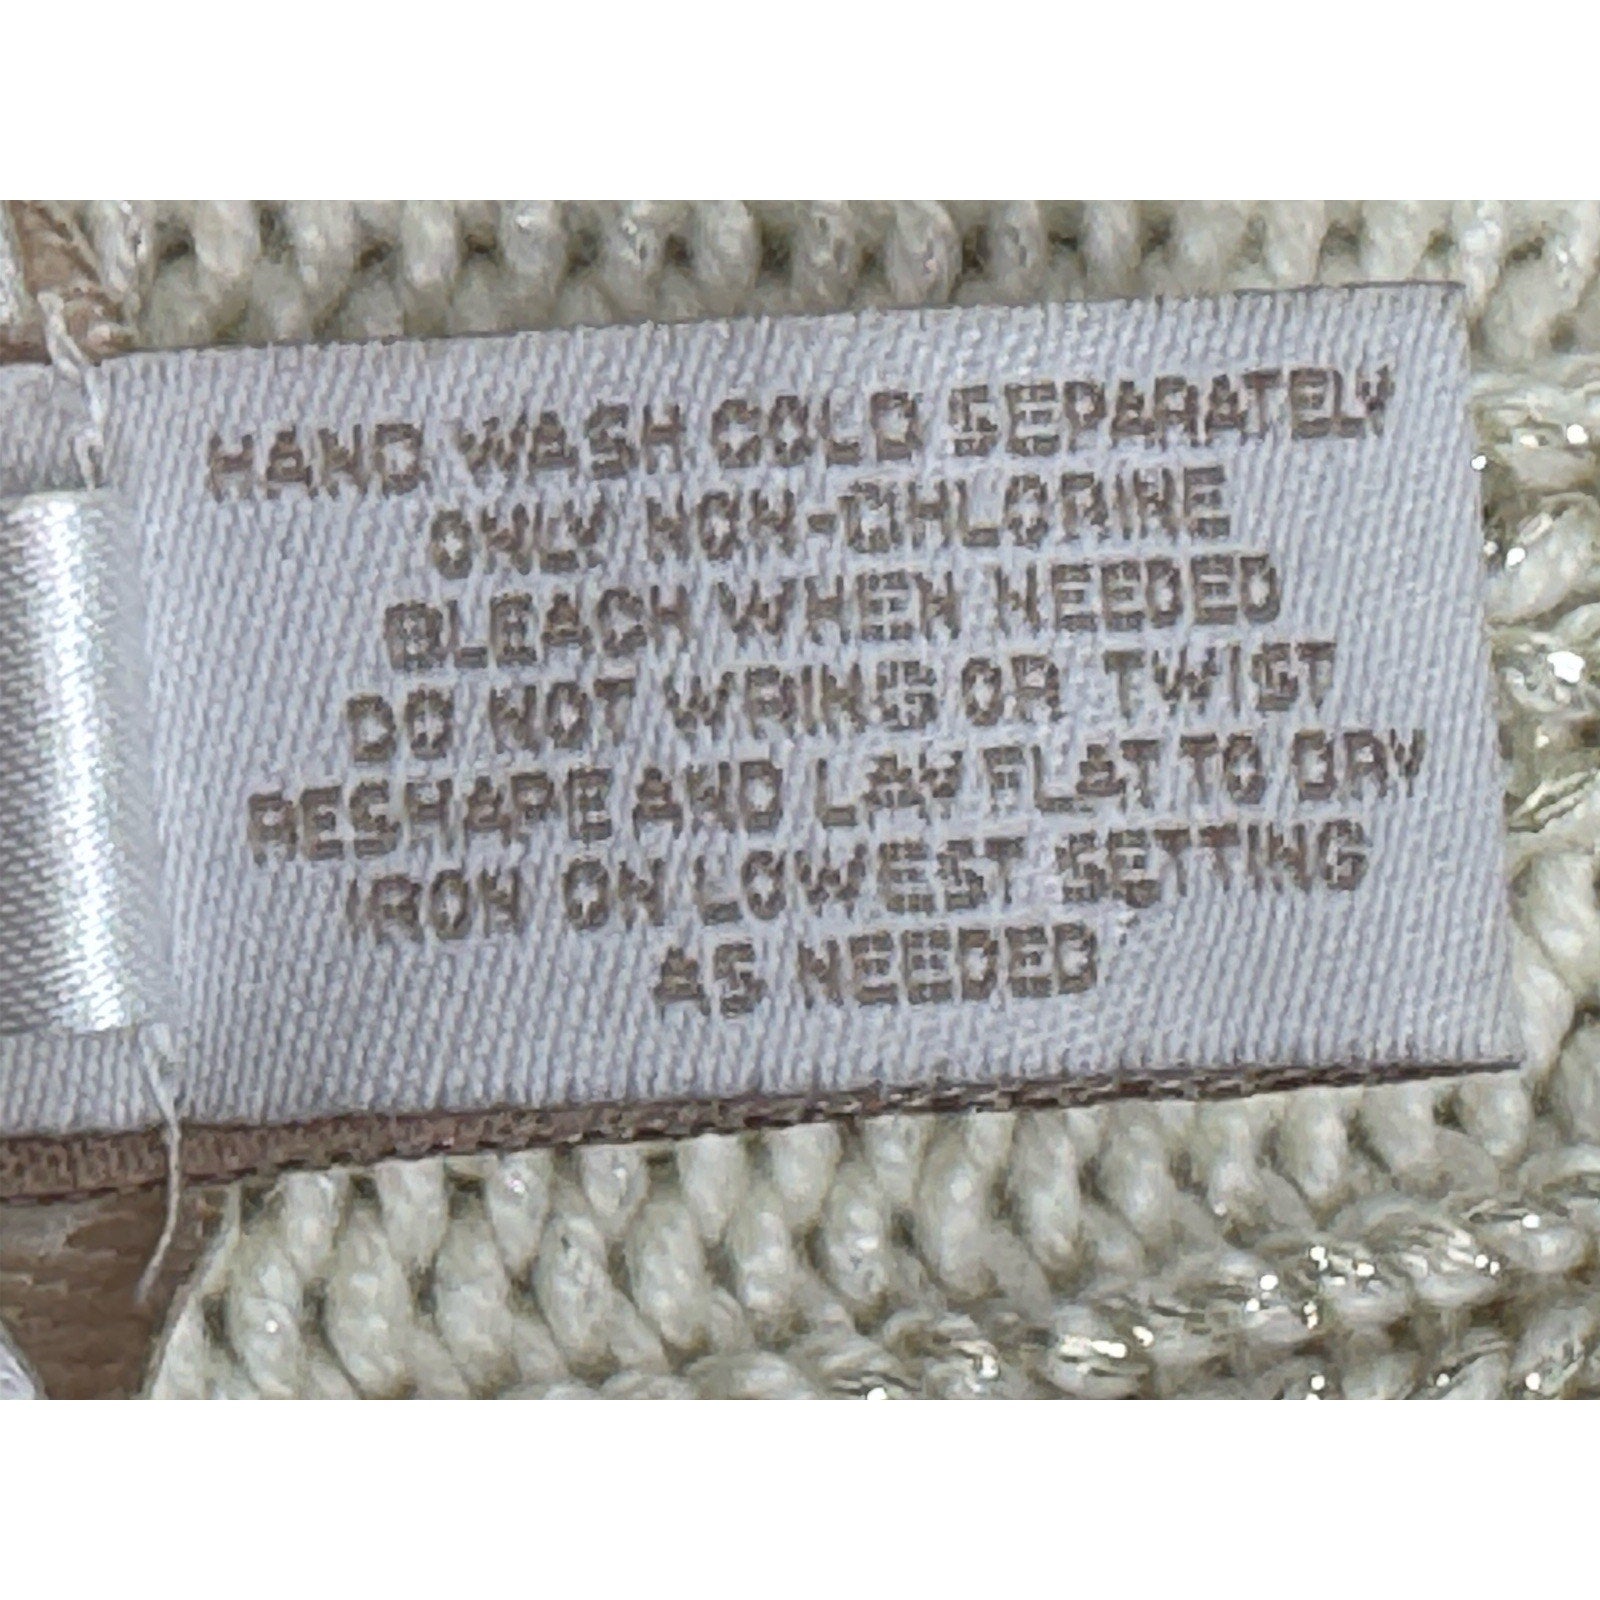 HAND WASH COLD SEPARATELY
ONLY NON-CHLORINE
BLEACH WHEN NEEDED
DO NOT WRING OR TWIST
RESHAPE AND LAY FLAT TO DRY
IRON ON LOWEST SETTING
AS NEEDED